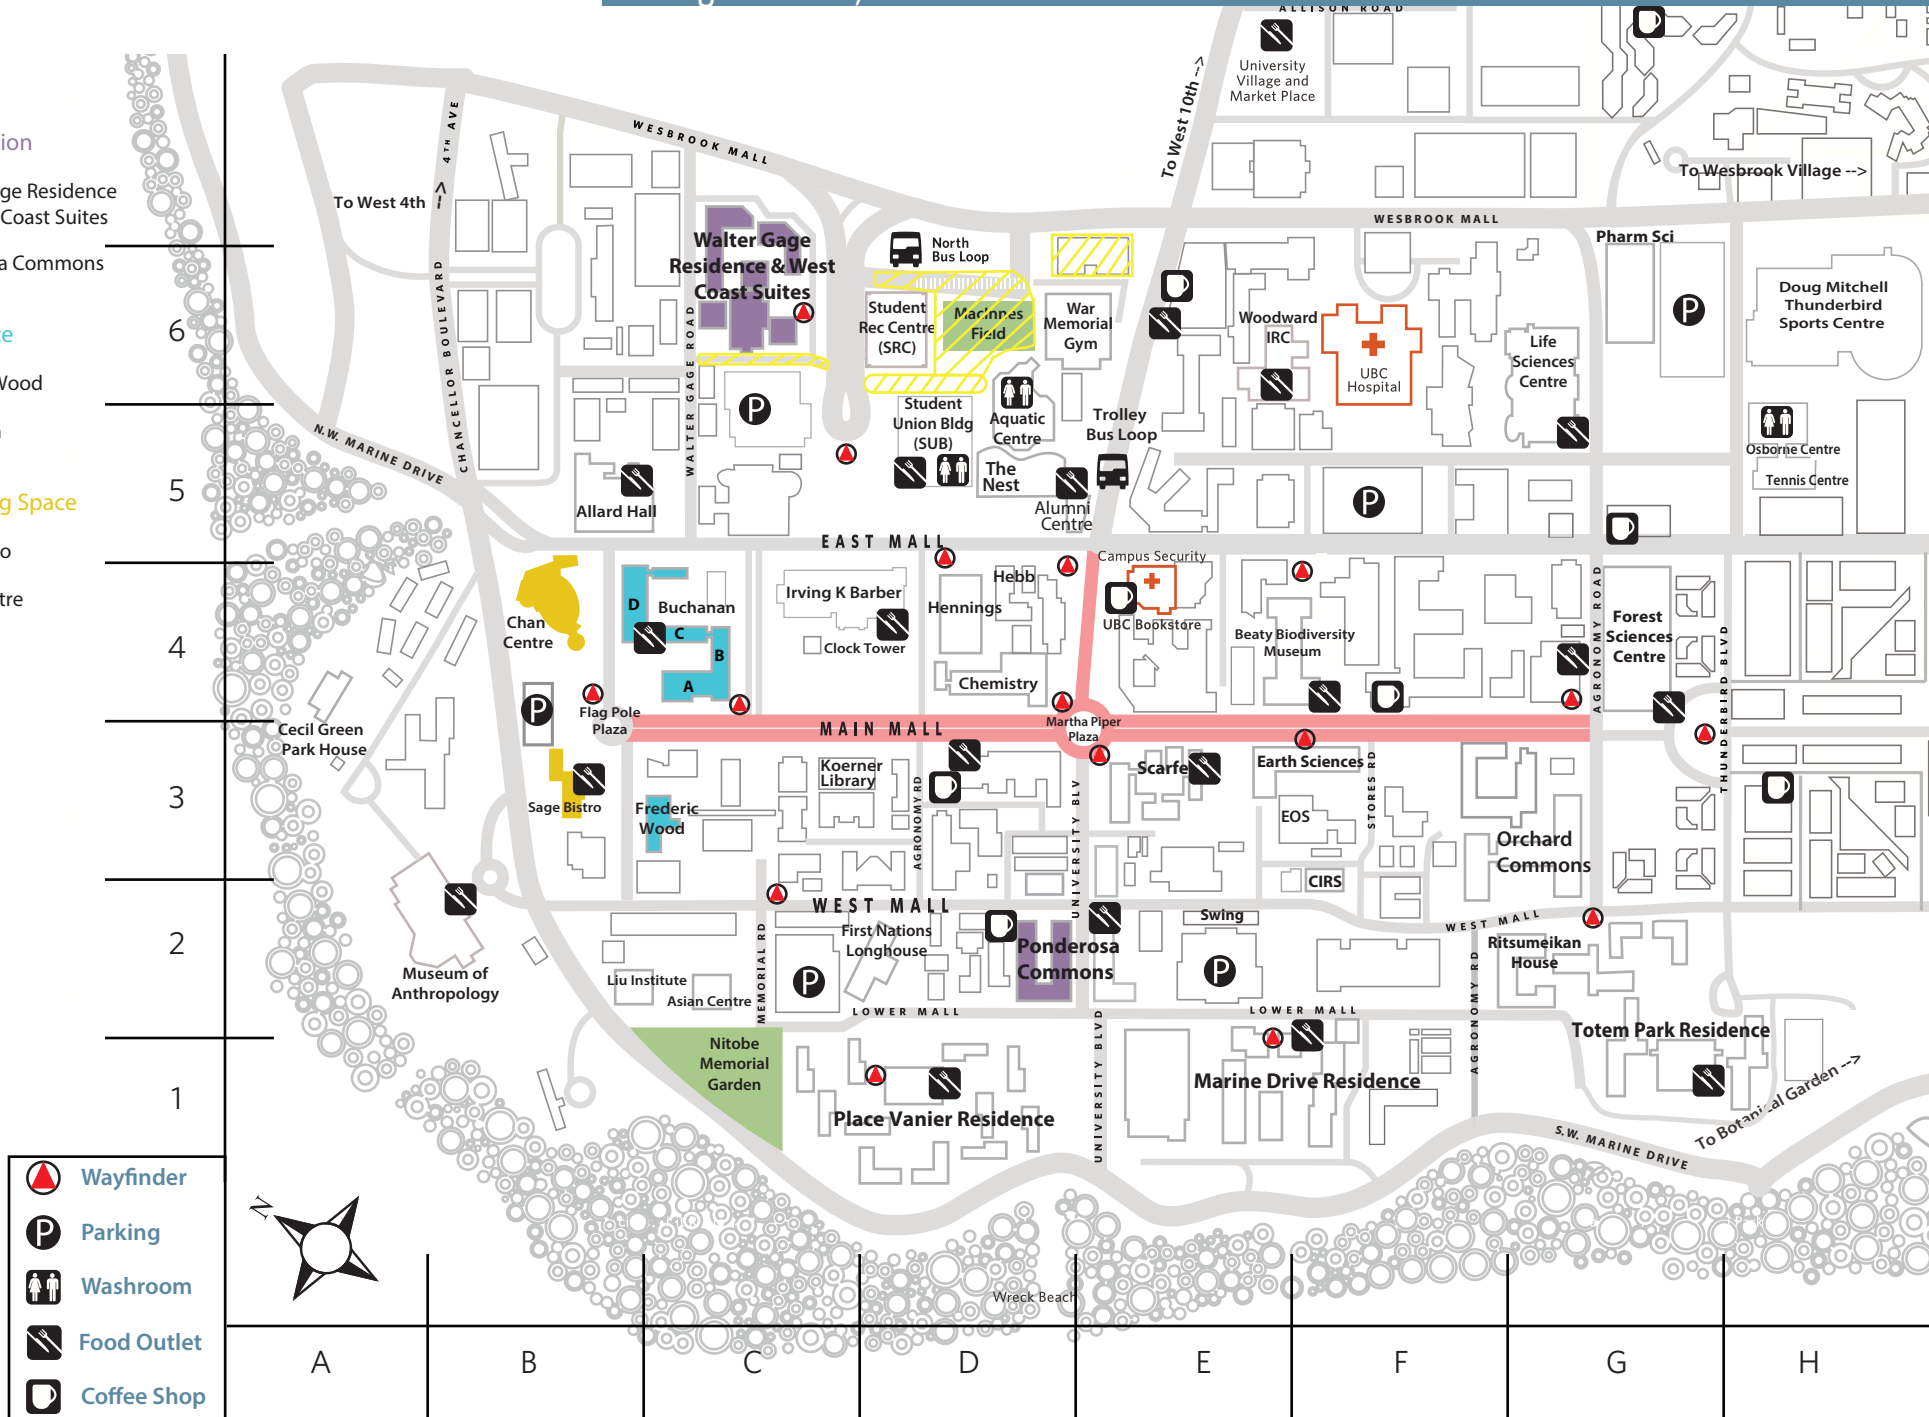 ALLISON ROAD
University
Village and
Market Place
To West 10th -->
WESBROOK MALL
4TH AVE
To West 4th -->
ion
ge Residence
Coast Suites
a Commons
Wood
g Space
o
tre
To Wesbrook Village -->
WESBROOK MALL
Pharm Sci
Walter Gage
Residence & West
Coast Suites
North
Bus Loop
Student
Rec Centre
(SRC)
MacInnes
Field
War
Memorial
Gym
Woodward
IRC
UBC
Hospital
Life
Sciences
Centre
P
Doug Mitchell
Thunderbird
Sports Centre
6
CHANCELLOR BOULEVARD
WALTER GAGE ROAD
P
Student
Union Bldg
(SUB)
Aquatic
Centre
Trolley
Bus Loop
N.W. MARINE DRIVE
Osborne Centre
Tennis Centre
5
Allard Hall
The
Nest
Alumni
Centre
P
EAST MALL
Campus Security
UBC Bookstore
Chan
Centre
D
Buchanan
C
B
A
Irving K Barber
Clock Tower
Hebb
Hennings
Chemistry
Beaty Biodiversity
Museum
AGRONOMY ROAD
Forest
Sciences
Centre
THUNDERBIRD BLVD
4
P
Flag Pole
Plaza
MAIN MALL
Martha Piper
Plaza
Cecil Green
Park House
Sage Bistro
Frederic
Wood
Koerner
Library
AGRONOMY RD
UNIVERSITY BLV
Scarfe
Earth Sciences
EOS
STORES RD
Orchard
Commons
CIRS
3
WEST MALL
Swing
WEST MALL
First Nations
Longhouse
Ponderosa
Commons
Ritsumeikan
House
2
Museum of
Anthropology
Liu Institute
Asian Centre
MEMORIAL RD
P
P
AGRONOMY RD
LOWER MALL
LOWER MALL
Totem Park Residence
Nitobe
Memorial
Garden
Place Vanier Residence
UNIVERSITY BLVD
Marine Drive Residence
To Botanical Garden -->
S.W. MARINE DRIVE
1
Wreck Beach
N
Wayfinder
P Parking
Washroom
Food Outlet
Coffee Shop
A
B
C
D
E
F
G
H